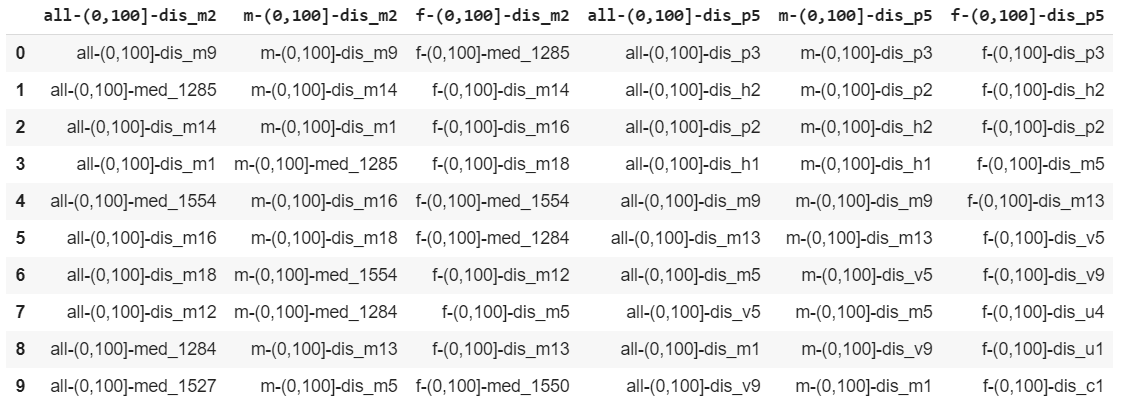 all-(0,100]-dis_m2 m-(0,100]-dis_m2 f-(0,100]-dis_m2 all-(0,100]-dis_p5 m-(0,100]-dis_p5 f-(0,100]-dis_p5
0 all-(0,100]-dis_m9 m-(0,100]-dis_m9 f-(0,100]-med_1285 all-(0,100]-dis_p3 m-(0,100]-dis_p3 f-(0,100]-dis_p3
1 all-(0,100]-med_1285 m-(0,100]-dis_m14 f-(0,100]-dis_m14 all-(0,100]-dis_h2 m-(0,100]-dis_p2 f-(0,100]-dis_h2
2 all-(0,100]-dis_m14 m-(0,100]-dis_m1 f-(0,100]-dis_m16 all-(0,100]-dis_p2 m-(0,100]-dis_h2 f-(0,100]-dis_p2
3 all-(0,100]-dis_m1 m-(0,100]-med_1285 f-(0,100]-dis_m18 all-(0,100]-dis_h1 m-(0,100]-dis_h1 f-(0,100]-dis_m5
4 all-(0,100]-med_1554 m-(0,100]-dis_m16 f-(0,100]-med_1554 all-(0,100]-dis_m9 m-(0,100]-dis_m9 f-(0,100]-dis_m13
5 all-(0,100]-dis_m16 m-(0,100]-dis_m18 f-(0,100]-med_1284 all-(0,100]-dis_m13 m-(0,100]-dis_m13 f-(0,100]-dis_v5
6 all-(0,100]-dis_m18 m-(0,100]-med_1554 f-(0,100]-dis_m12 all-(0,100]-dis_m5 m-(0,100]-dis_v5 f-(0,100]-dis_v9
7 all-(0,100]-dis_m12 m-(0,100]-med_1284 f-(0,100]-dis_m5 all-(0,100]-dis_v5 m-(0,100]-dis_m5 f-(0,100]-dis_u4
8 all-(0,100]-med_1284 m-(0,100]-dis_m13 f-(0,100]-dis_m13 all-(0,100]-dis_m1 m-(0,100]-dis_v9 f-(0,100]-dis_u1
9 all-(0,100]-med_1527 m-(0,100]-dis_m5 f-(0,100]-med_1550 all-(0,100]-dis_v9 m-(0,100]-dis_m1 f-(0,100]-dis_c1